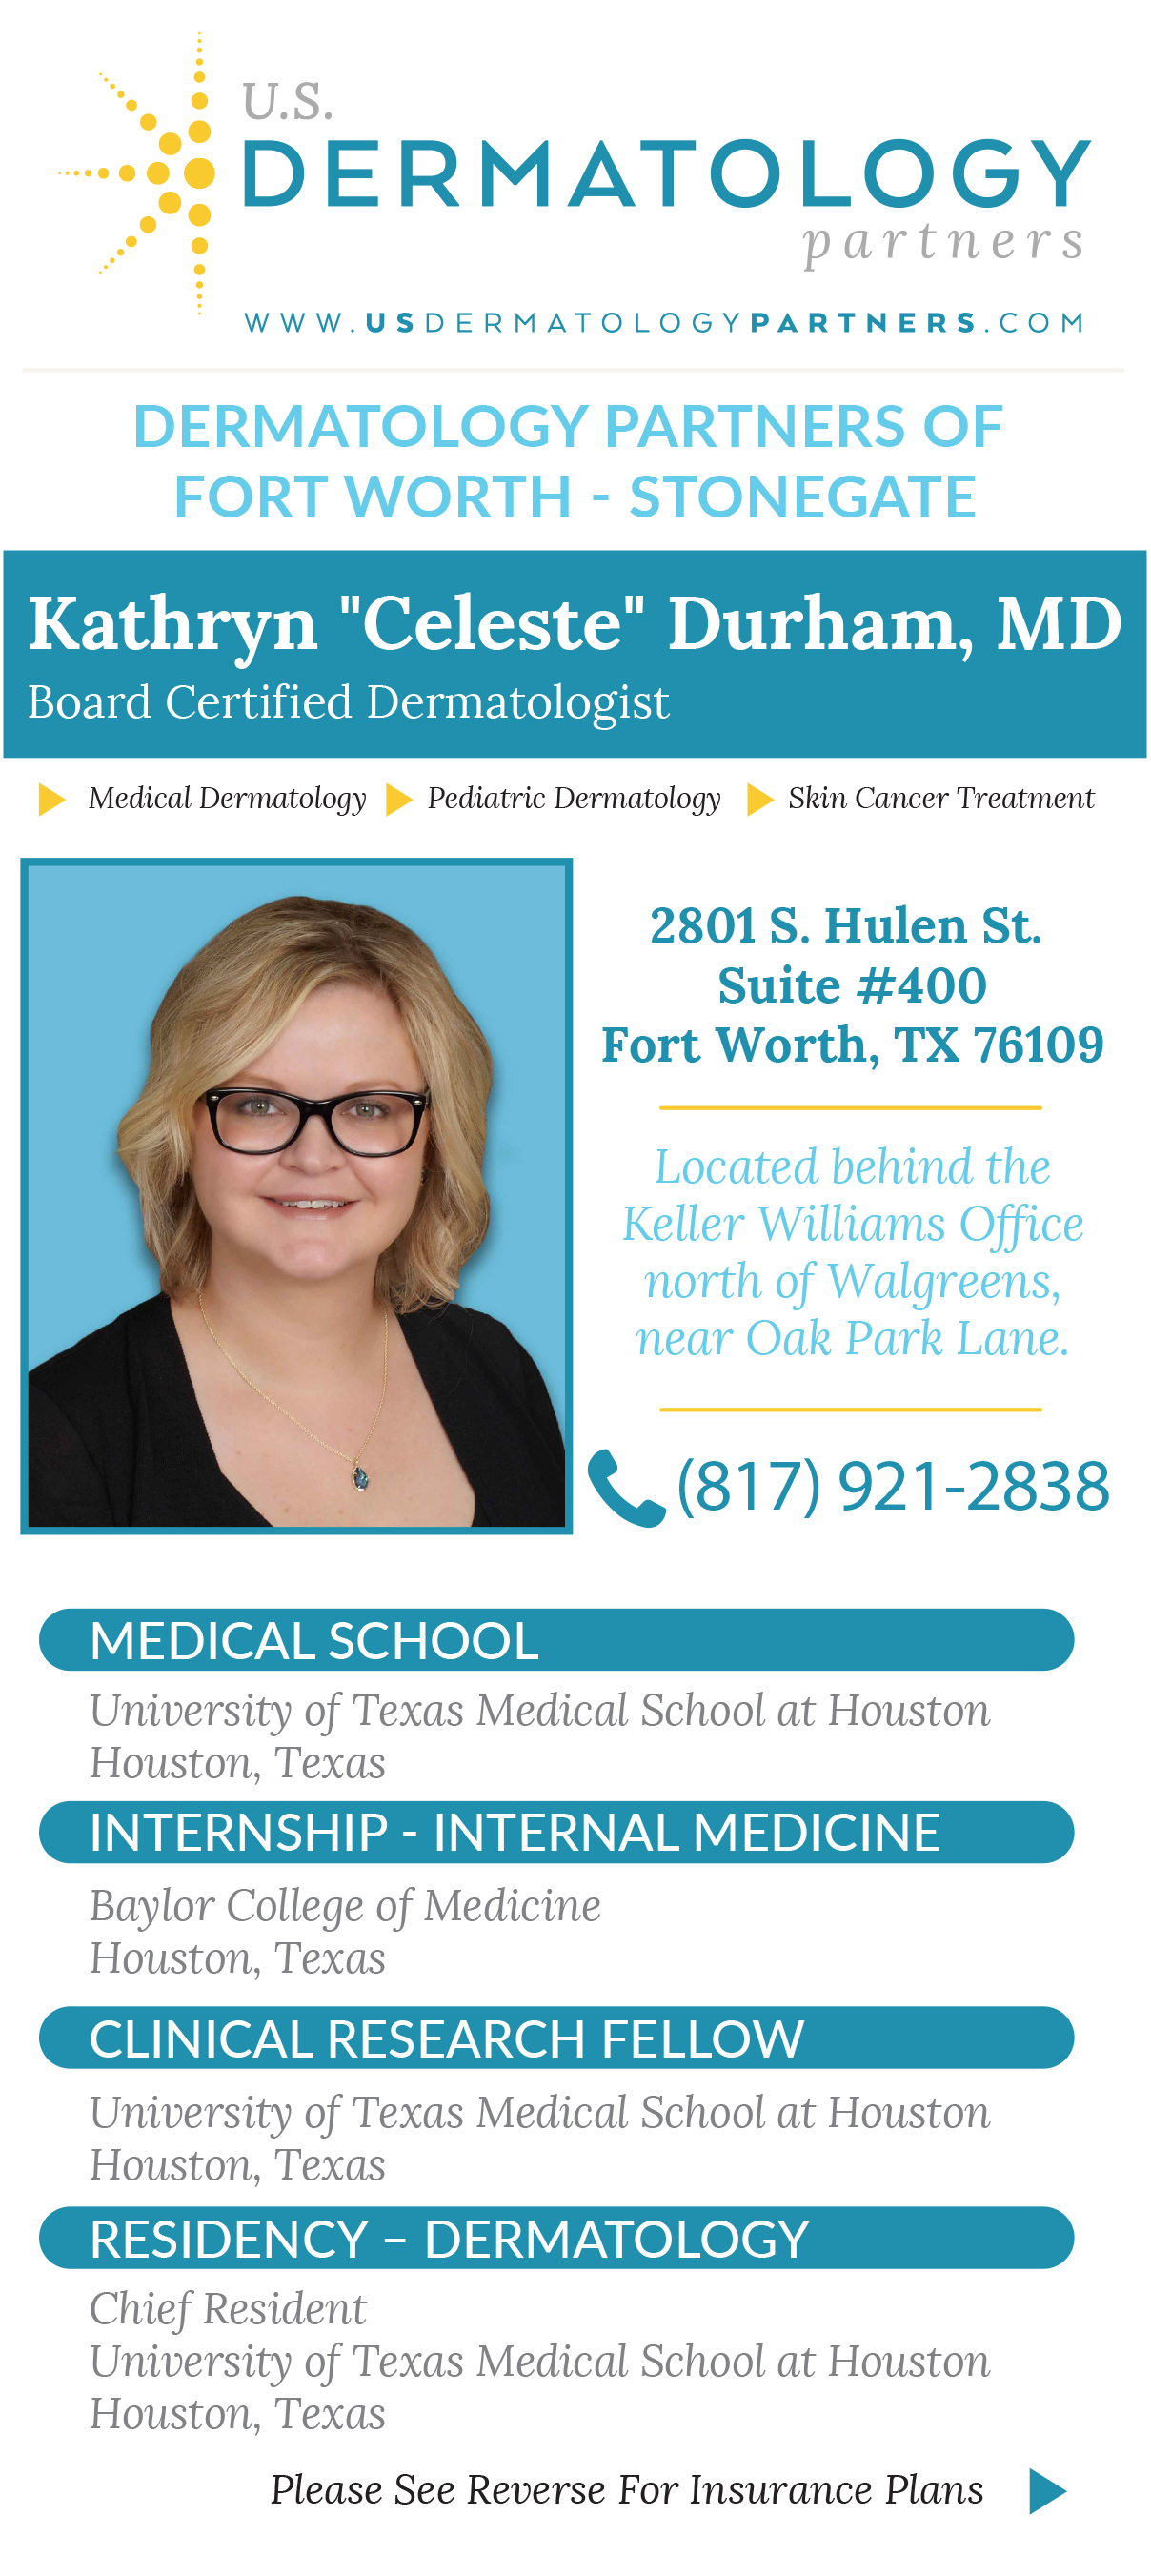 U.S.
DERMATOLOGY
partners
WWW.USDERMATOLOGYPARTNERS.COM
DERMATOLOGY PARTNERS OF
FORT WORTH - STONEGATE
Kathryn "Celeste" Durham, MD
Board Certified Dermatologist
Medical Dermatology Pediatric Dermatology Skin Cancer Treatment
2801 S. Hulen St.
Suite #400
Fort Worth, TX 76109
Located behind the
Keller Williams Office
north of Walgreens,
near Oak Park Lane.
(817) 921-2838
MEDICAL SCHOOL
University of Texas Medical School at Houston
Houston, Texas
INTERNSHIP - INTERNAL MEDICINE
Baylor College of Medicine
Houston, Texas
CLINICAL RESEARCH FELLOW
University of Texas Medical School at Houston
Houston, Texas
RESIDENCY – DERMATOLOGY
Chief Resident
University of Texas Medical School at Houston
Houston, Texas
Please See Reverse For Insurance Plans